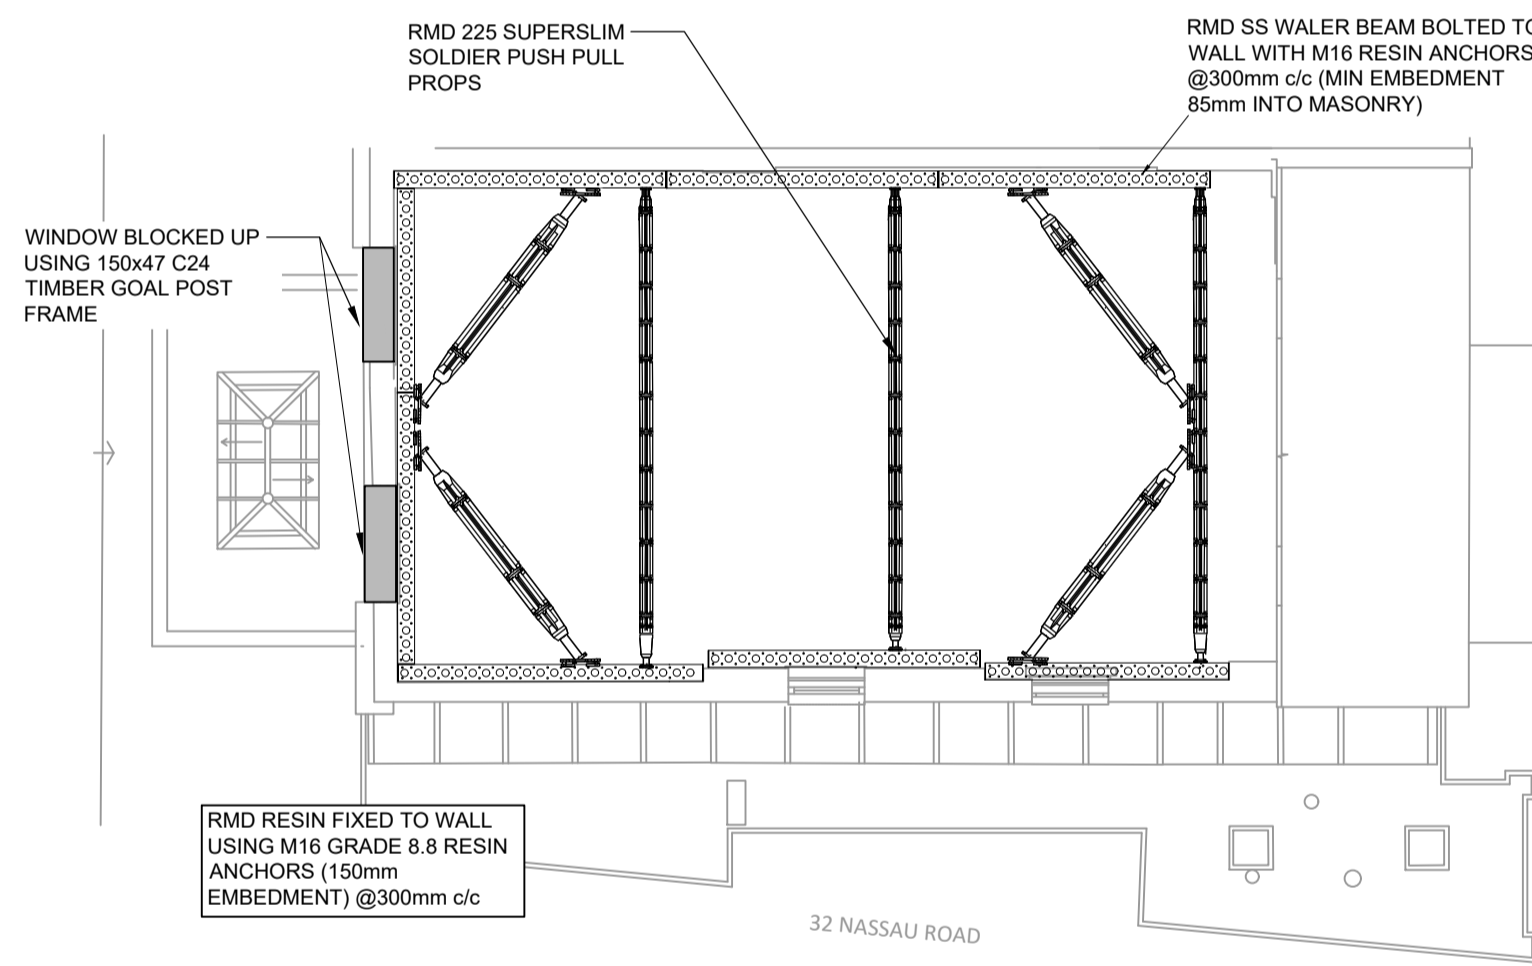 RMD 225 SUPERSLIM
SOLDIER PUSH PULL
PROPS
RMD SS WALER BEAM BOLTED TO
WALL WITH M16 RESIN ANCHORS
@300mm c/c (MIN EMBEDMENT
85mm INTO MASONRY)
WINDOW BLOCKED UP
USING 150x47 C24
TIMBER GOAL POST
FRAME
RMD RESIN FIXED TO WALL
USING M16 GRADE 8.8 RESIN
ANCHORS (150mm
EMBEDMENT) @300mm c/c
32 NASSAU ROAD